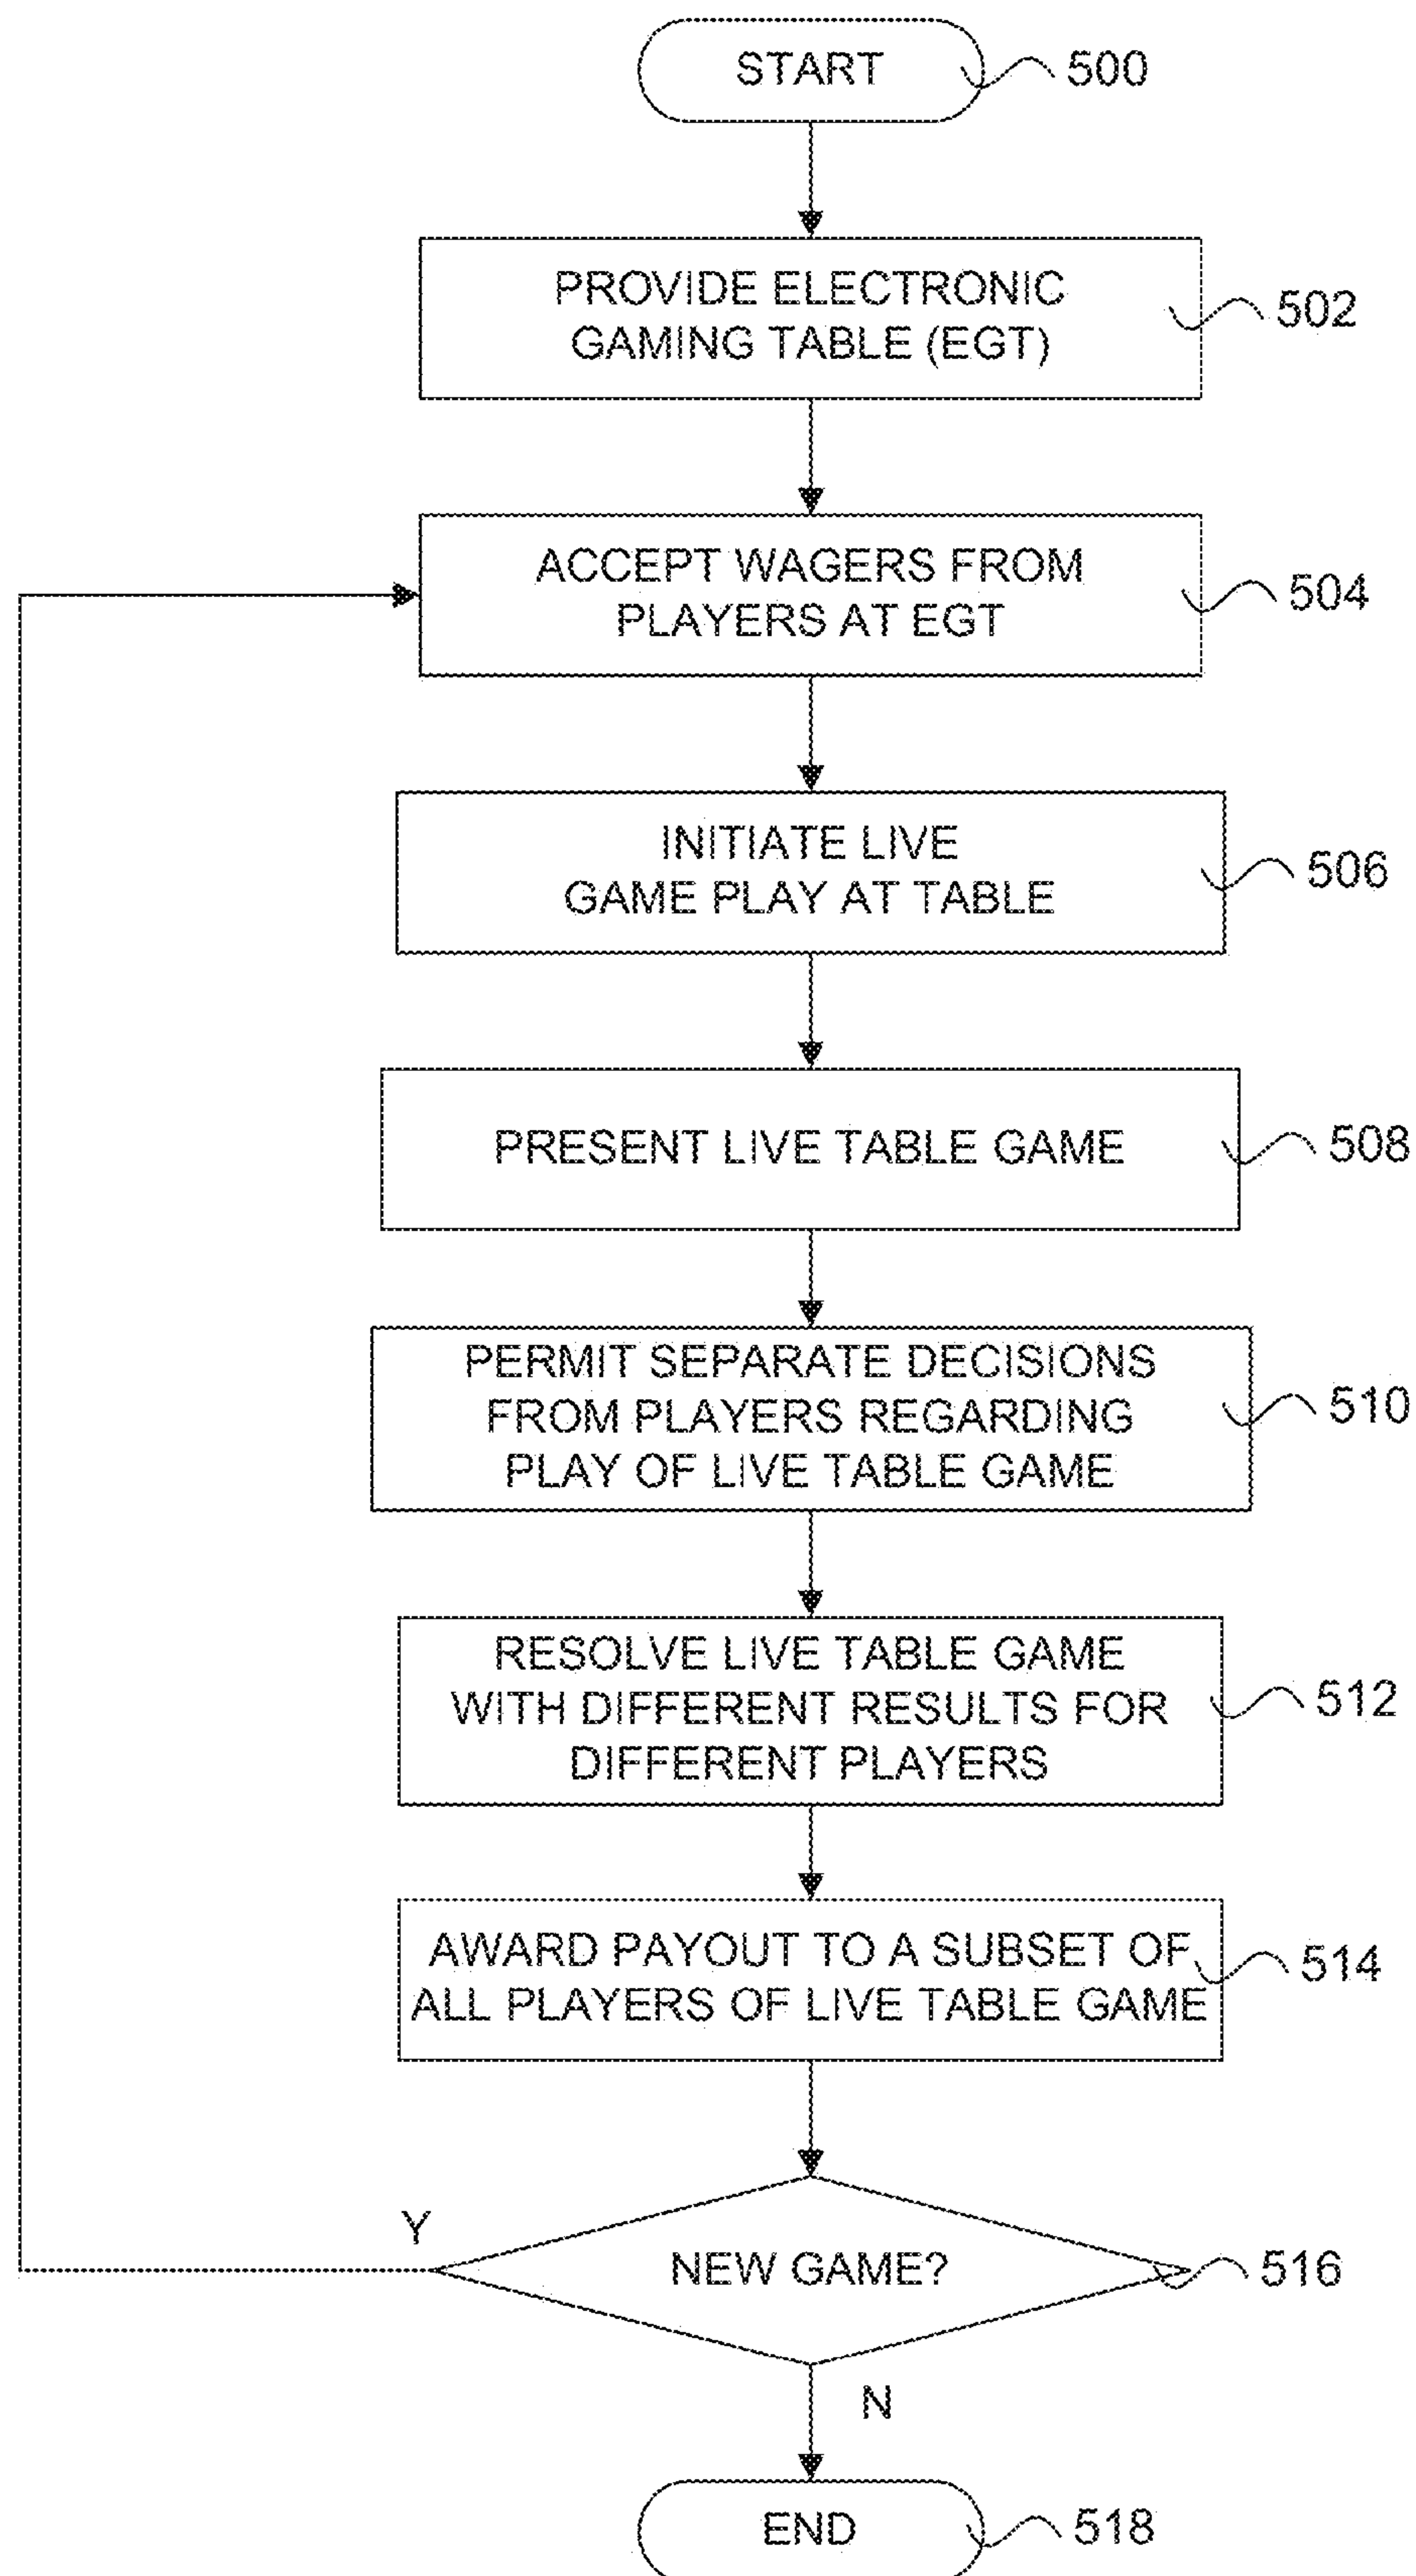 START
500
PROVIDE ELECTRONIC
GAMING TABLE (EGT)
502
ACCEPT WAGERS FROM
PLAYERS AT EGT
504
INITIATE LIVE
GAME PLAY AT TABLE
506
PRESENT LIVE TABLE GAME
508
PERMIT SEPARATE DECISIONS
FROM PLAYERS REGARDING
PLAY OF LIVE TABLE GAME
510
RESOLVE LIVE TABLE GAME
WITH DIFFERENT RESULTS FOR
DIFFERENT PLAYERS
512
AWARD PAYOUT TO A SUBSET OF
ALL PLAYERS OF LIVE TABLE GAME
514
Y
NEW GAME?
516
N
END
518